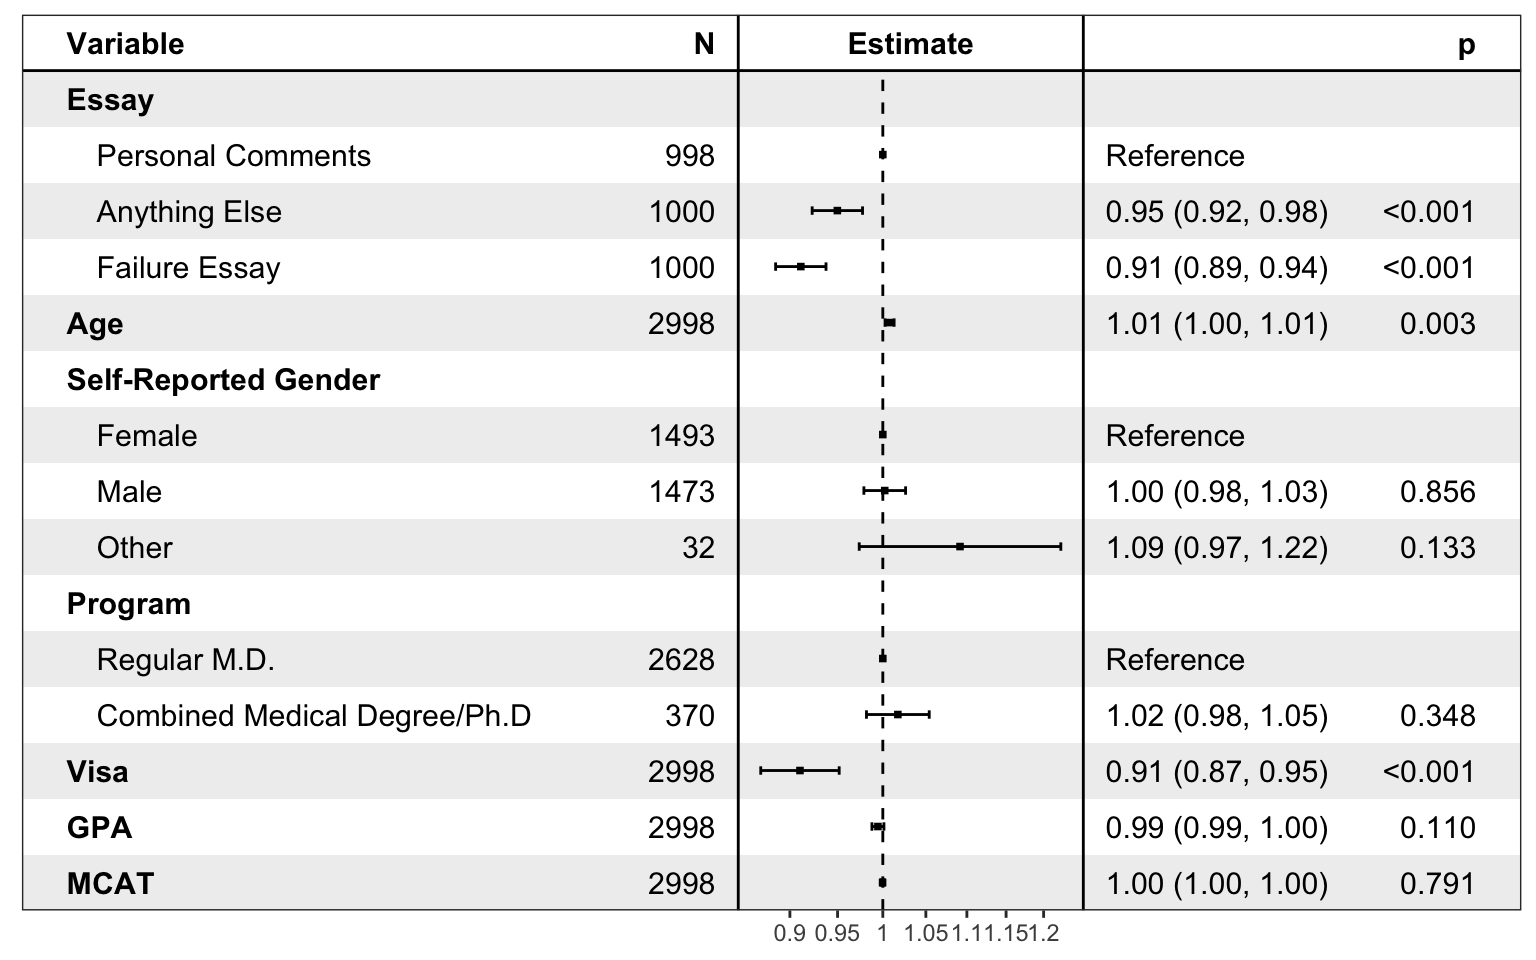 Variable N Estimate p
Essay
Personal Comments 998 Reference
Anything Else 1000 0.95 (0.92, 0.98) <0.001
Failure Essay 1000 0.91 (0.89, 0.94) <0.001
Age 2998 1.01 (1.00, 1.01) 0.003
Self-Reported Gender
Female 1493 Reference
Male 1473 1.00 (0.98, 1.03) 0.856
Other 32 1.09 (0.97, 1.22) 0.133
Program
Regular M.D. 2628 Reference
Combined Medical Degree/Ph.D 370 1.02 (0.98, 1.05) 0.348
Visa 2998 0.91 (0.87, 0.95) <0.001
GPA 2998 0.99 (0.99, 1.00) 0.110
MCAT 2998 1.00 (1.00, 1.00) 0.791
0.9 0.95 1 1.05 1.1 1.15 1.2